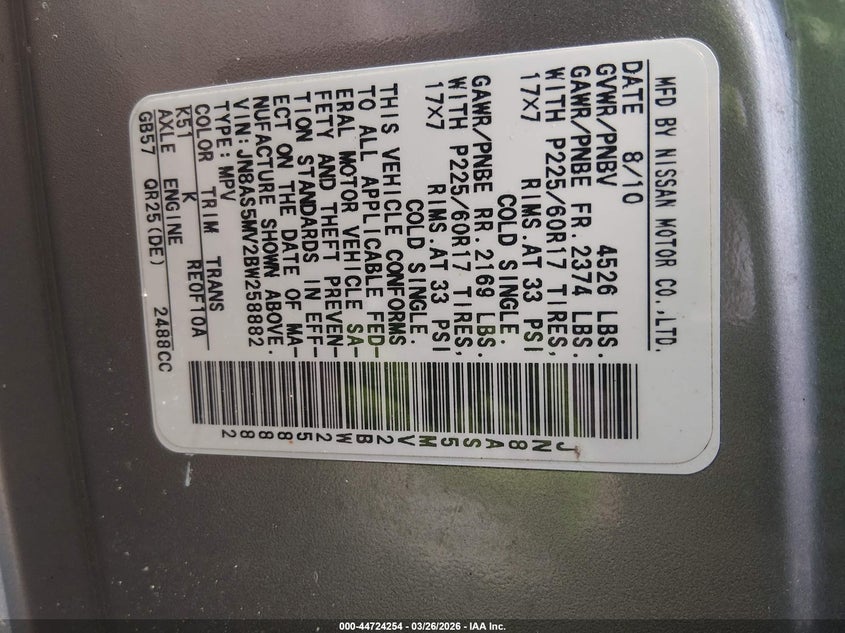 MFD BY NISSAN MOTOR CO.,LTD.
DATE 8/10
GVWR/PNBV 4526 LBS.
GAWR/PNBE FR. 2374 LBS.
WITH P225/60R17 TIRES,
17X7 RIMS.AT 33 PSI
COLD SINGLE.
GAWR/PNBE RR. 2169 LBS.
WITH P225/60R17 TIRES,
17X7 RIMS.AT 33 PSI
COLD SINGLE.
THIS VEHICLE CONFORMS
TO ALL APPLICABLE FED-
ERAL MOTOR VEHICLE SA-
FETY AND THEFT PREVEN-
TION STANDARDS IN EFF-
ECT ON THE DATE OF MA-
NUFACTURE SHOWN ABOVE.
VIN:JN8AS5MV2BW258882
TYPE:MPV
COLOR TRIM TRANS
K51 K RE0F10A
AXLE ENGINE
GB57 QR25(DE) 2488CC
JN8AS5MV2BW258882
000-44724254 | 03/26/2026 - IAA Inc.